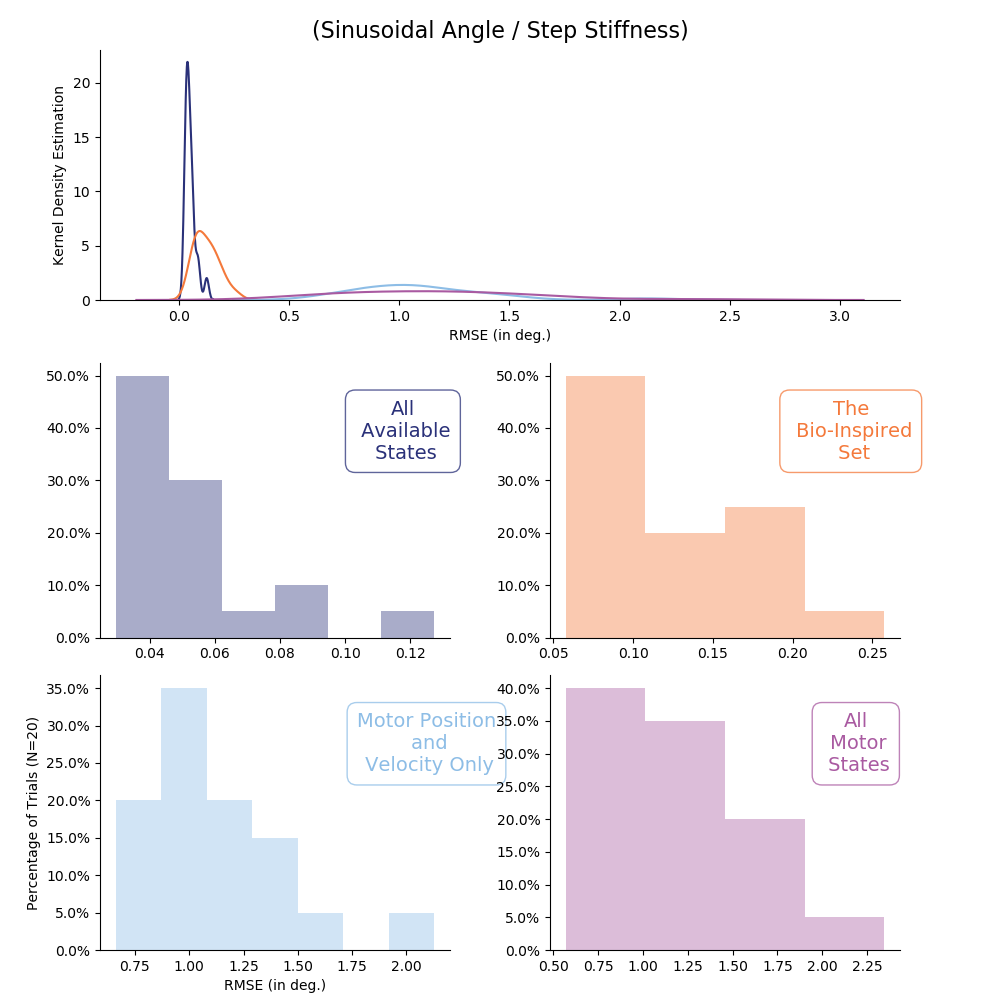 (Sinusoidal Angle / Step Stiffness)
Kernel Density Estimation
20
15
10
5
0
0.0 0.5 1.0 1.5 2.0 2.5 3.0
RMSE (in deg.)
50.0%
40.0%
30.0%
20.0%
10.0%
0.0%
0.04 0.06 0.08 0.10 0.12
All
Available
States
50.0%
40.0%
30.0%
20.0%
10.0%
0.0%
0.05 0.10 0.15 0.20 0.25
The
Bio-Inspired
Set
Percentage of Trials (N=20)
35.0%
30.0%
25.0%
20.0%
15.0%
10.0%
5.0%
0.0%
0.75 1.00 1.25 1.50 1.75 2.00
RMSE (in deg.)
Motor Position
and
Velocity Only
40.0%
35.0%
30.0%
25.0%
20.0%
15.0%
10.0%
5.0%
0.0%
0.50 0.75 1.00 1.25 1.50 1.75 2.00 2.25
All
Motor
States